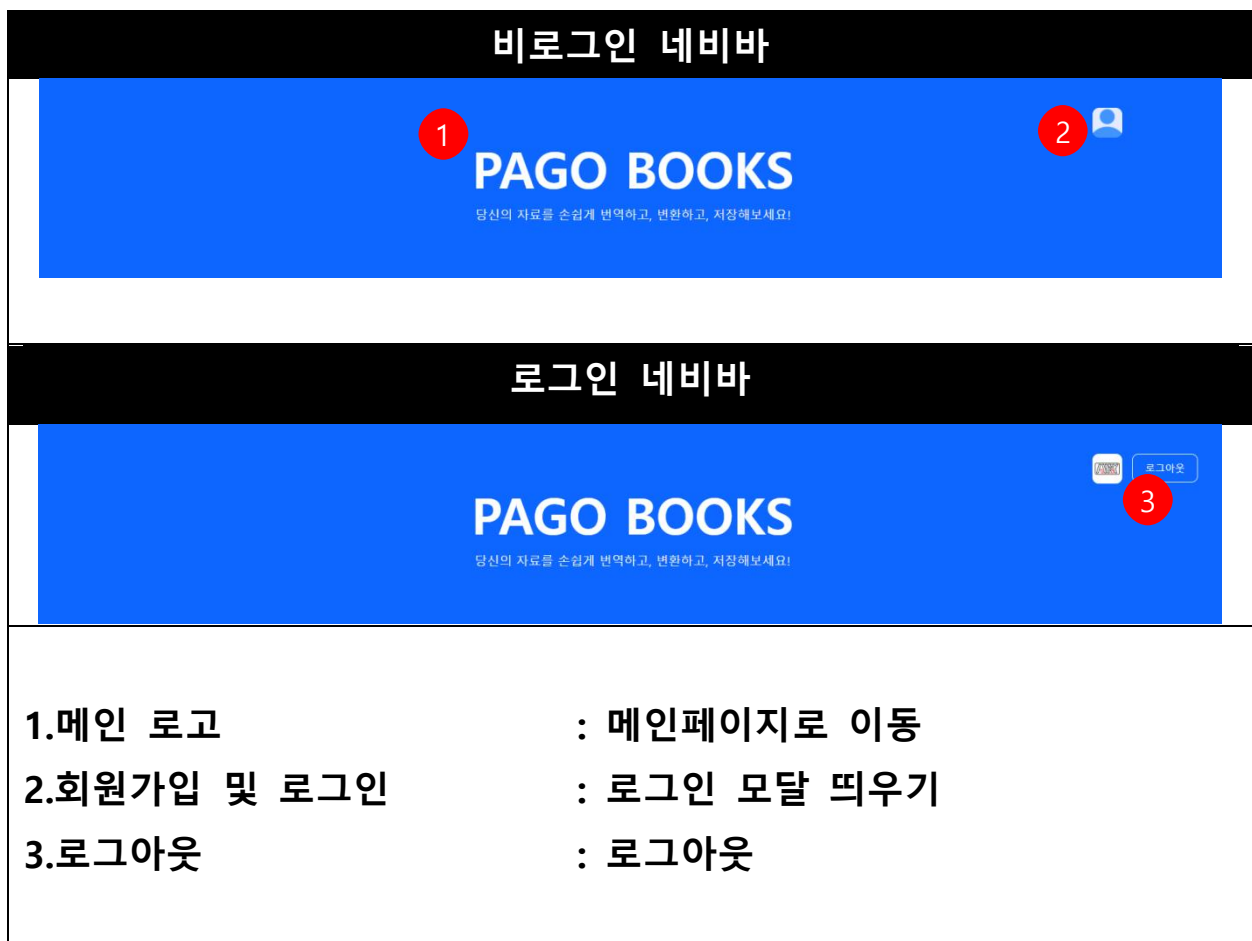 비로그인 네비바
1
2
PAGO BOOKS
당신의 자료를 손쉽게 번역하고, 변환하고, 저장해보세요!
로그인 네비바
로그아웃
3
PAGO BOOKS
당신의 자료를 손쉽게 번역하고, 변환하고, 저장해보세요!
1.메인 로고 : 메인페이지로 이동
2.회원가입 및 로그인 : 로그인 모달 띄우기
3.로그아웃 : 로그아웃